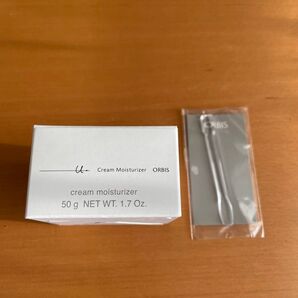 u Cream Moisturizer ORBIS
cream moisturizer
50 g NET WT. 1.7 Oz.
ORBIS